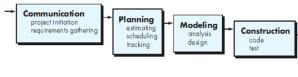 Communication
project initiation
requirements gathering
Planning
estimating
scheduling
tracking
Modeling
analysis
design
Construction
code
test